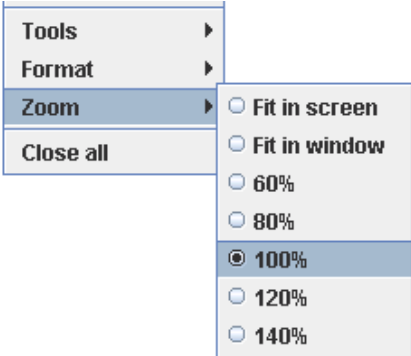 Tools
Format
Zoom
Close all
Fit in screen
Fit in window
60%
80%
100%
120%
140%